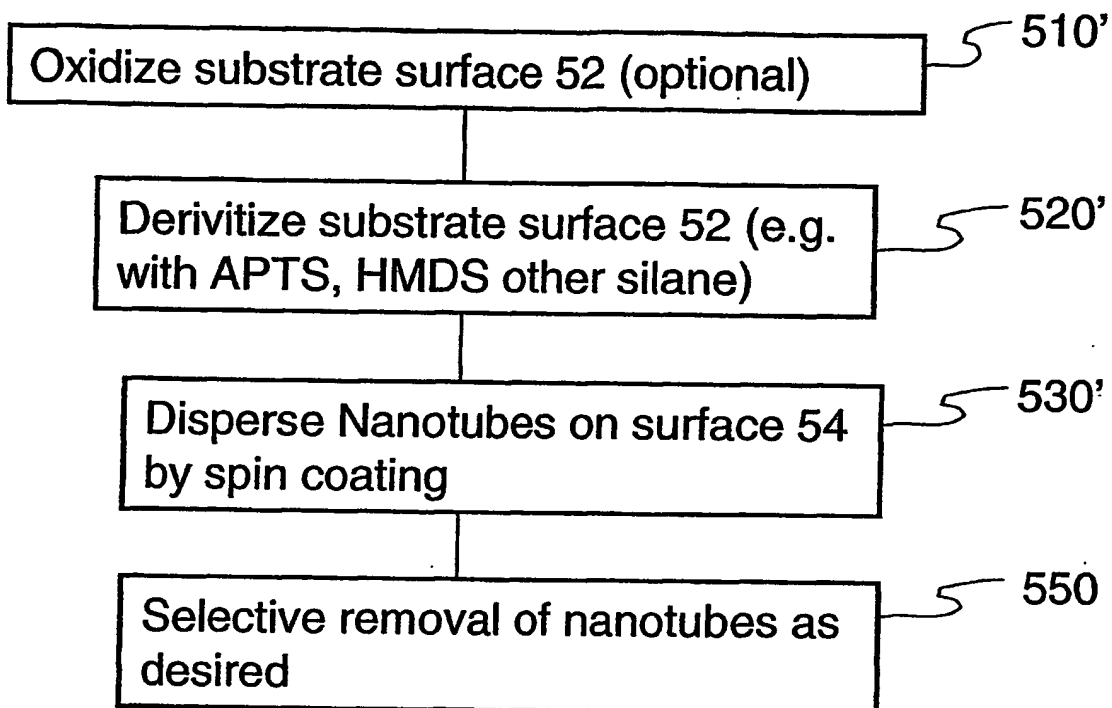 510’
Oxidize substrate surface 52 (optional)
520’
Derivitize substrate surface 52 (e.g.
with APTS, HMDS other silane)
530’
Disperse Nanotubes on surface 54
by spin coating
550
Selective removal of nanotubes as
desired